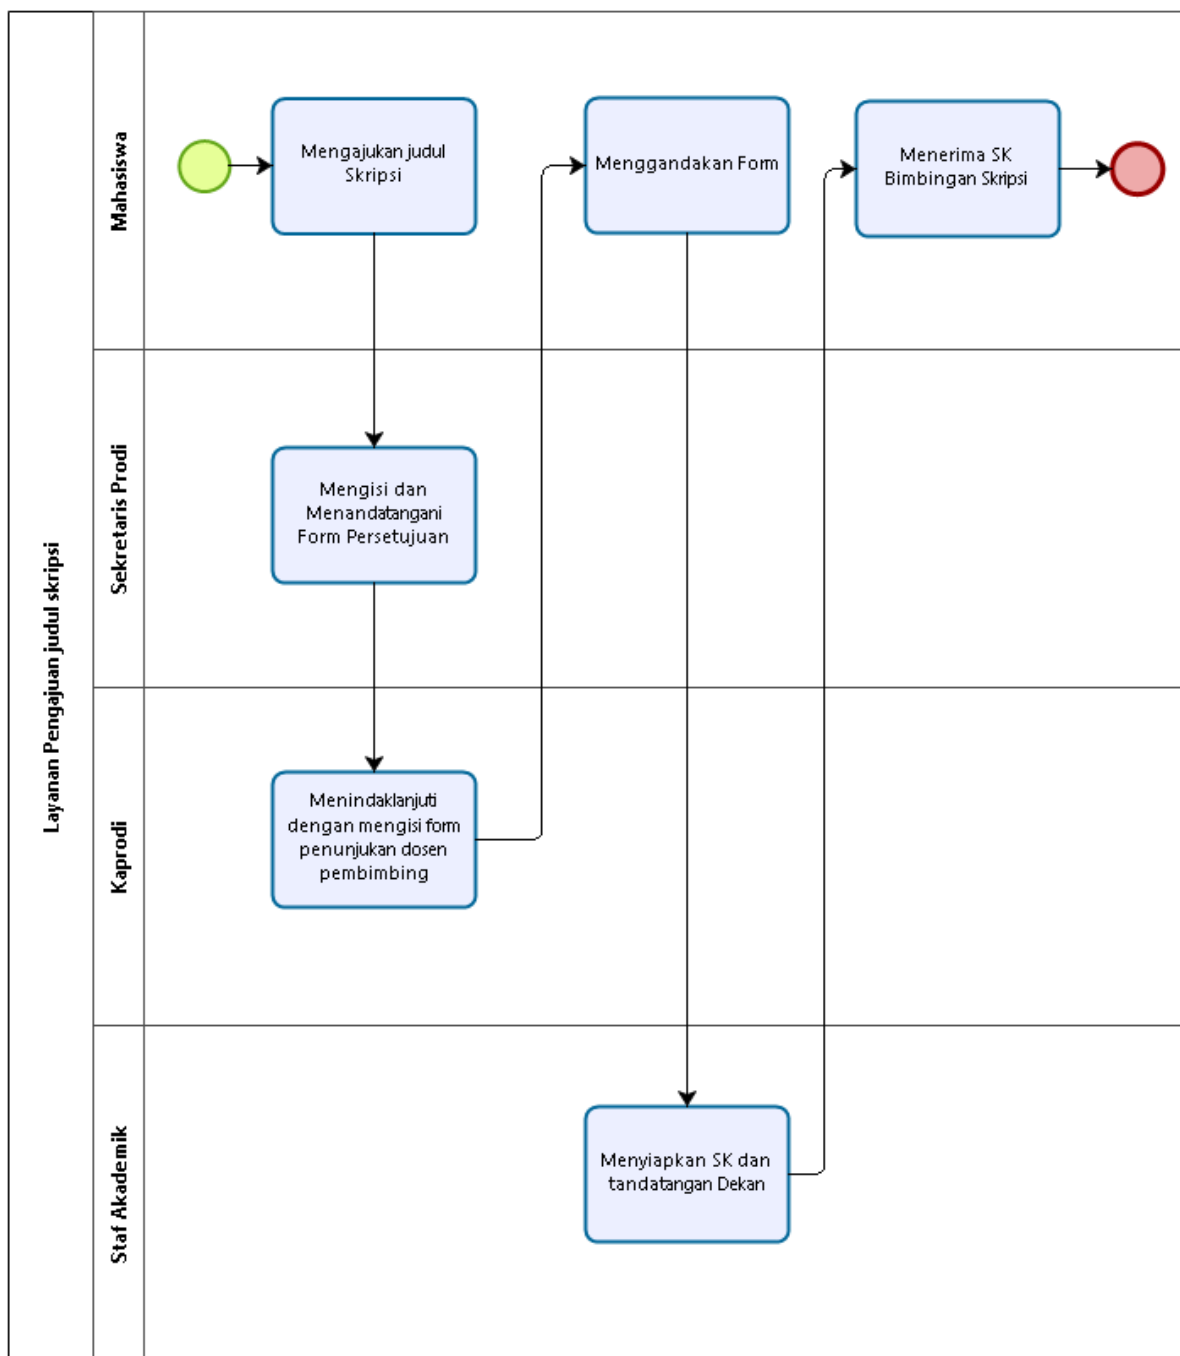 Layanan Pengajuan judul skripsi
Mahasiswa
Mengajukan judul
Skripsi
Menggandakan Form
Menerima SK
Bimbingan Skripsi
Sekretaris Prodi
Mengisi dan
Menandatangani
Form Persetujuan
Kaprodi
Menindaklanjuti
dengan mengisi form
penunjukan dosen
pembimbing
Staf Akademik
Menyiapkan SK dan
tandatangan Dekan